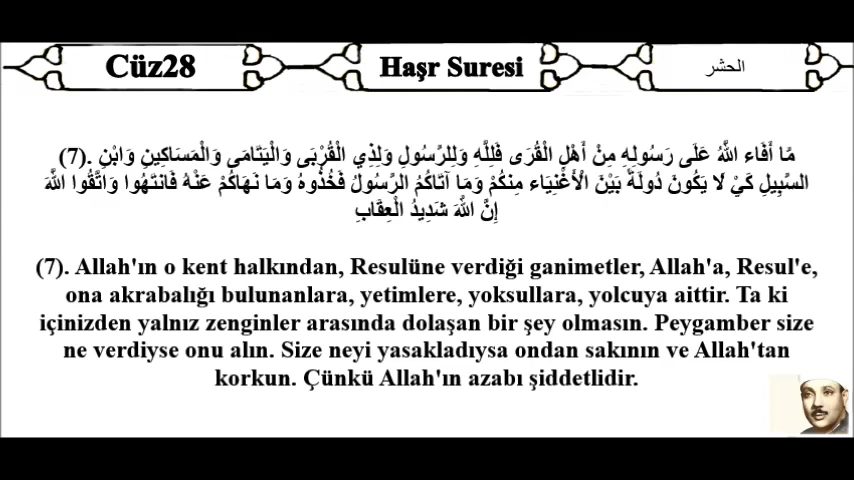 Cüz28
Haşr Suresi
الحشر
مَّا أَفَاء اللَّهُ عَلَى رَسُولِهِ مِنْ أَهْلِ الْقُرَى فَلِلَّهِ وَلِلرَّسُولِ وَلِذِي الْقُرْبَى وَالْيَتَامَى وَالْمَسَاكِينِ وَابْنِ .(7)
السَّبِيلِ كَيْ لَا يَكُونَ دُولَةً بَيْنَ الْأَغْنِيَاء مِنكُمْ وَمَا آتَاكُمُ الرَّسُولُ فَخُذُوهُ وَمَا نَهَاكُمْ عَنْهُ فَانتَهُوا وَاتَّقُوا اللَّهَ
إِنَّ اللَّهَ شَدِيدُ الْعِقَابِ
(7). Allah'ın o kent halkından, Resulüne verdiği ganimetler, Allah'a, Resul'e,
ona akrabalığı bulunanlara, yetimlere, yoksullara, yolcuya aittir. Ta ki
içinizden yalnız zenginler arasında dolaşan bir şey olmasın. Peygamber size
ne verdiyse onu alın. Size neyi yasakladıysa ondan sakının ve Allah'tan
korkun. Çünkü Allah'ın azabı şiddetlidir.